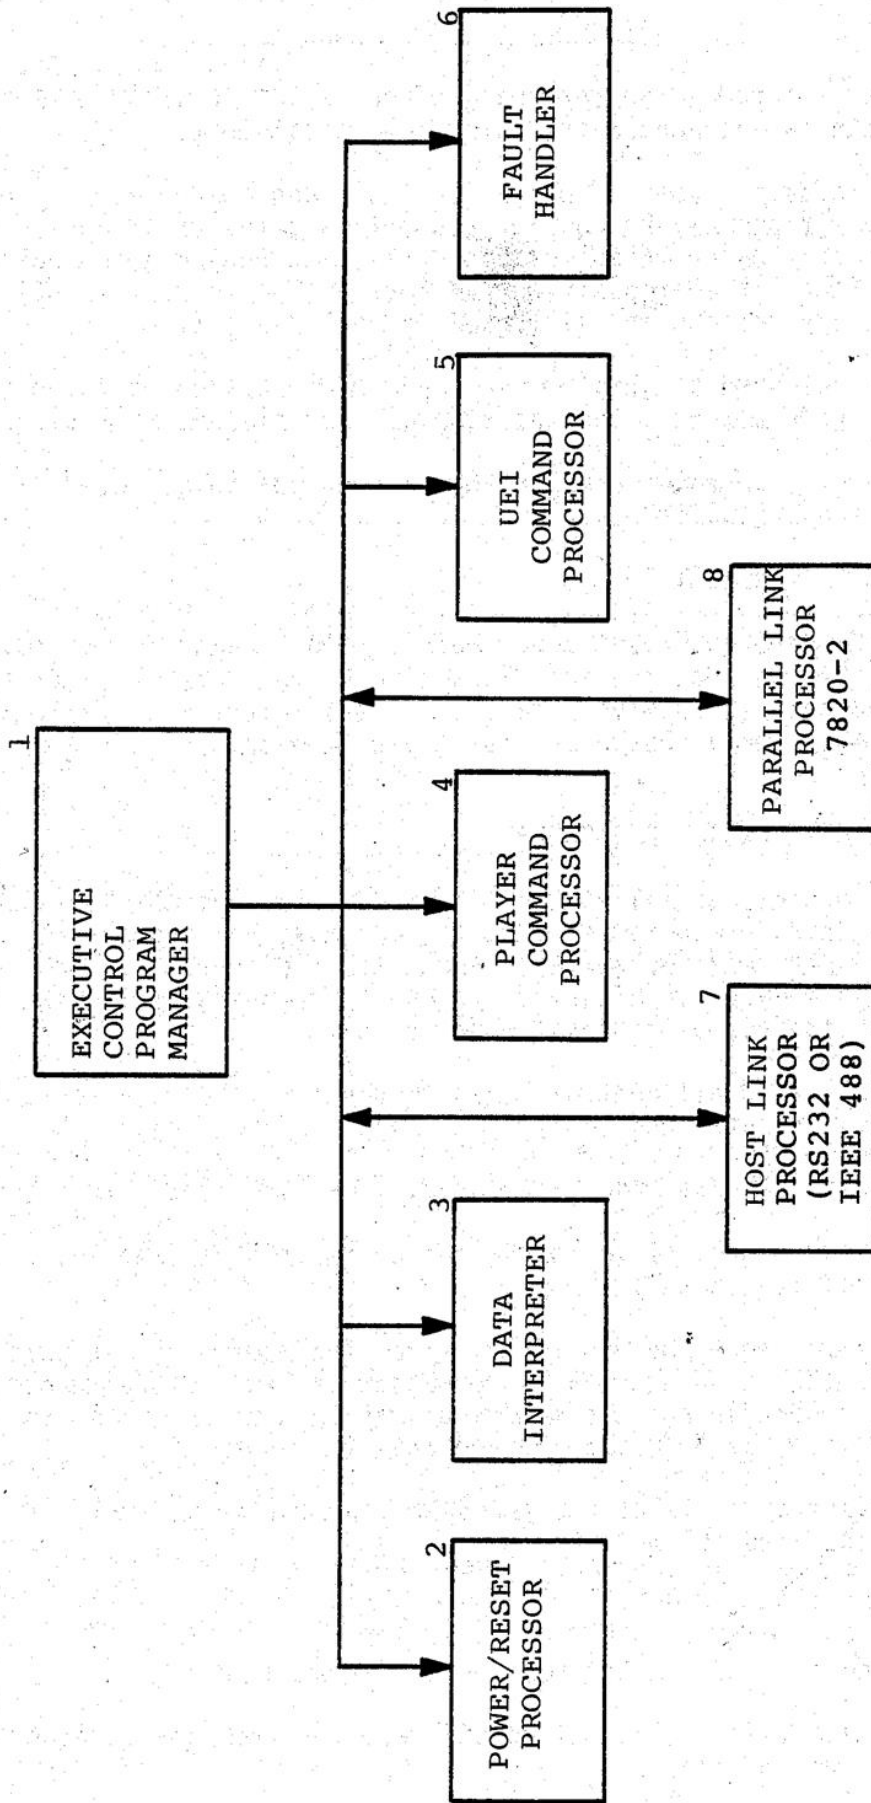 1
EXECUTIVE
CONTROL
PROGRAM
MANAGER
2
POWER/RESET
PROCESSOR
3
DATA
INTERPRETER
4
PLAYER
COMMAND
PROCESSOR
5
UEI
COMMAND
PROCESSOR
6
FAULT
HANDLER
7
HOST LINK
PROCESSOR
(RS232 OR
IEEE 488)
8
PARALLEL LINK
PROCESSOR
7820-2